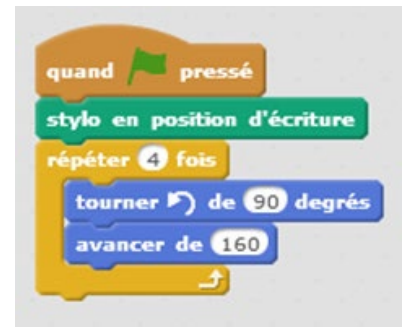 quand pressé
stylo en position d'écriture
répéter 4 fois
tourner de 90 degrés
avancer de 160